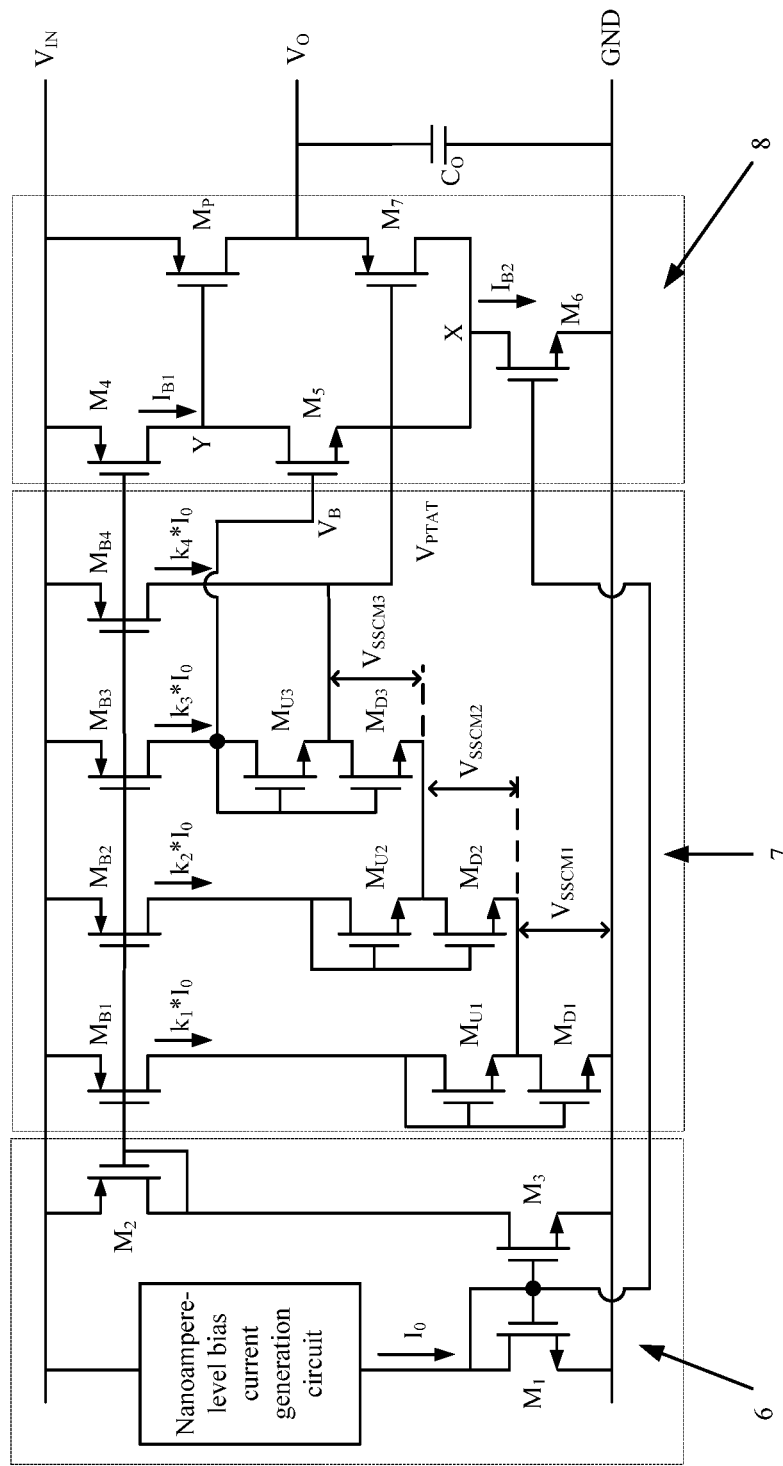 V_IN
V_O
GND
M_2
Nanoampere-
level bias
current
generation
circuit
I_0
M_1
M_3
6
M_B1
k_1*I_0
M_B2
k_2*I_0
M_B3
k_3*I_0
M_B4
k_4*I_0
M_U1
M_D1
V_SSCM1
M_U2
M_D2
V_SSCM2
M_U3
M_D3
V_SSCM3
V_B
V_PTAT
7
M_4
I_B1
Y
M_5
M_P
M_7
X
I_B2
M_6
C_O
8